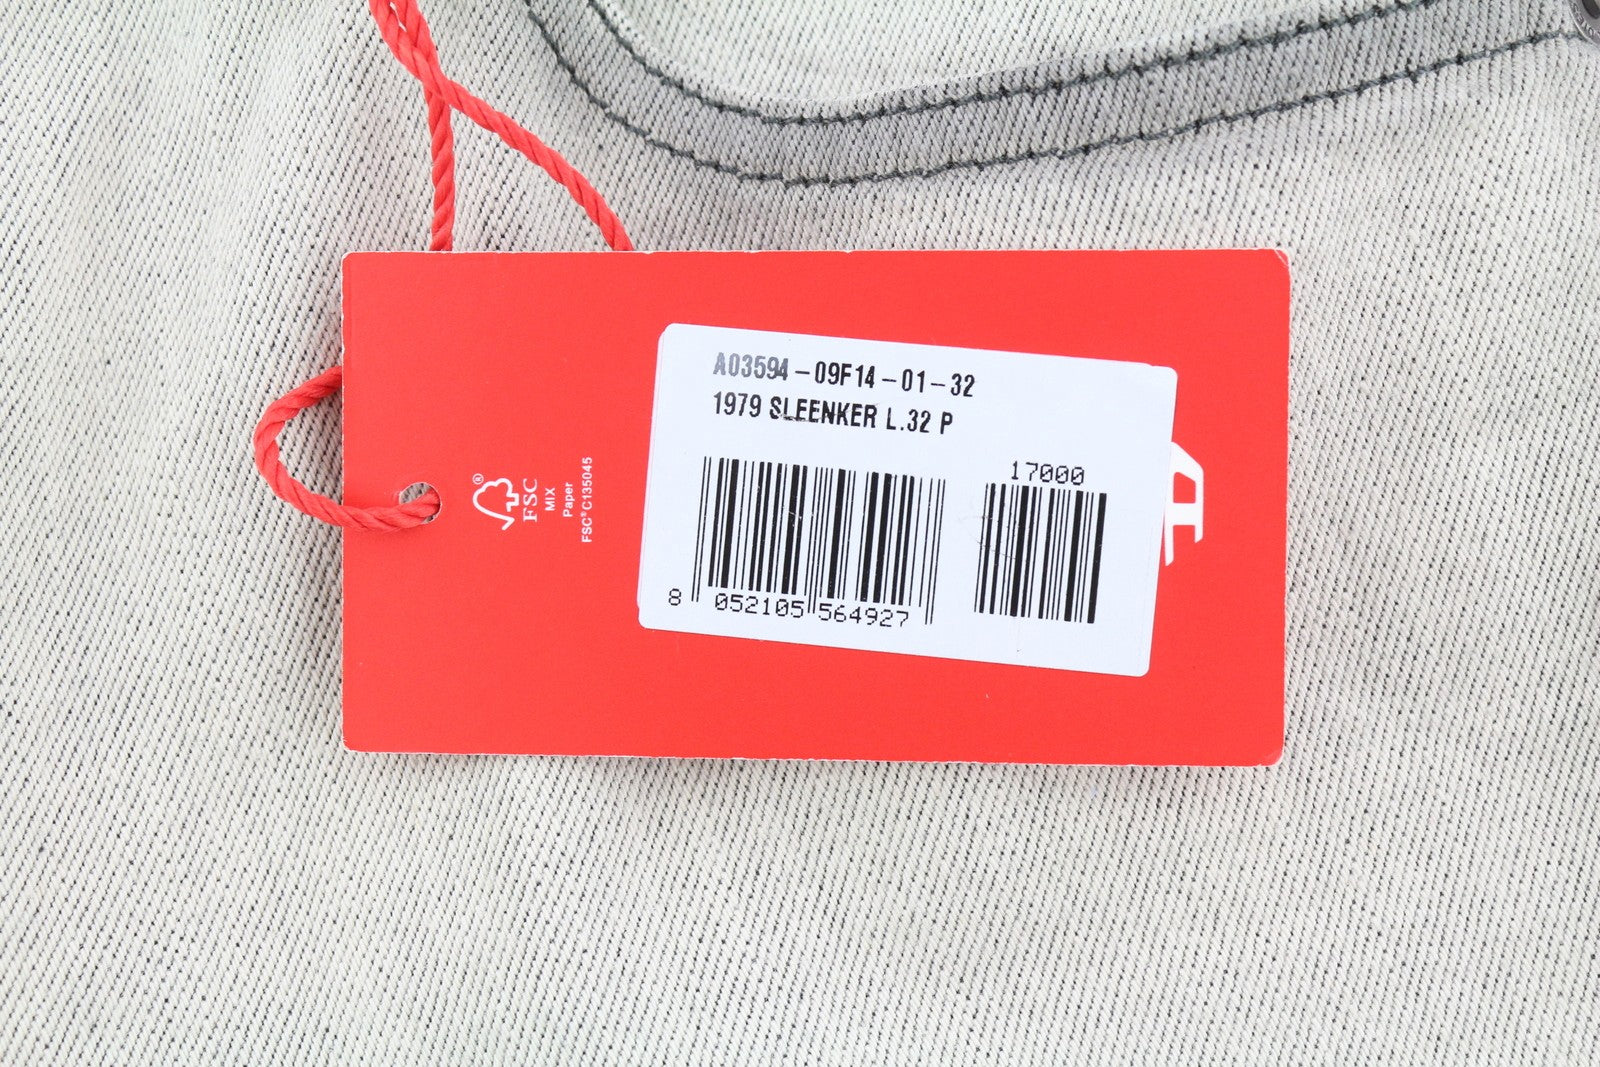 A03594-09F14-01-32
1979 SLEENKER L.32 P
17000
8 052105 564927
FSC®
MIX
Paper
FSC® C135045